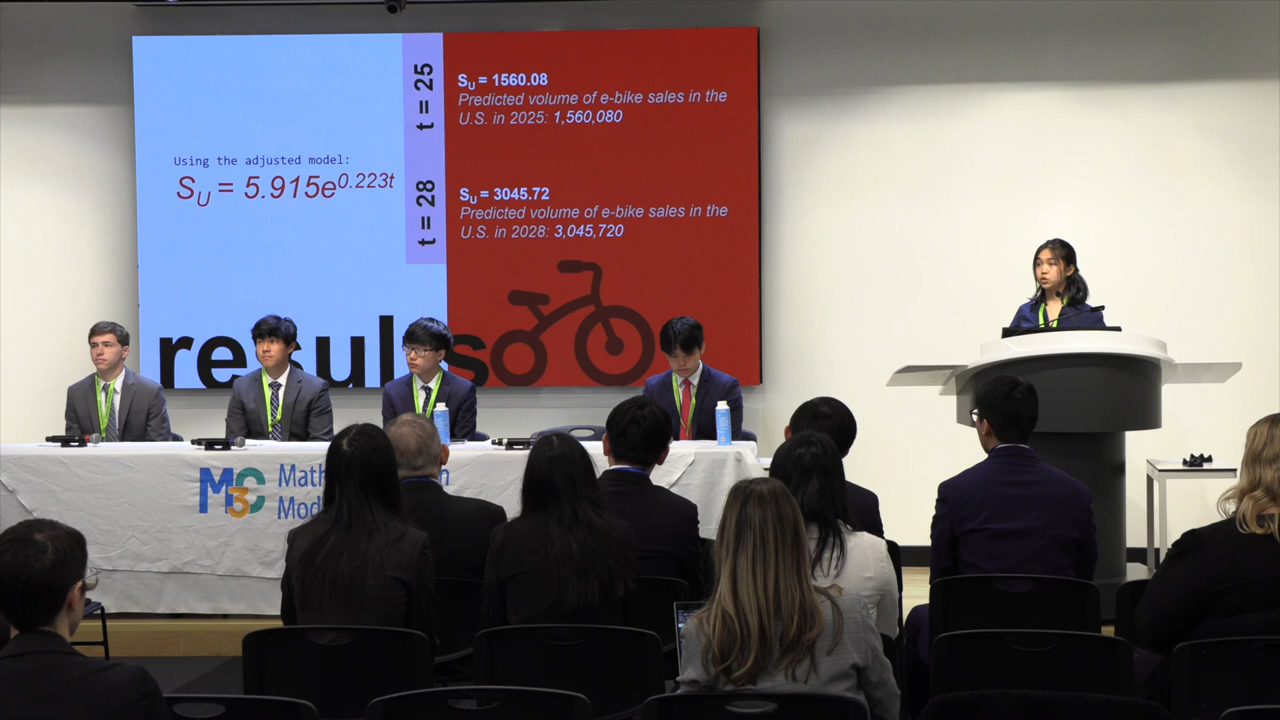 Using the adjusted model:
S_U = 5.915e^0.223t
t = 25
S_U = 1560.08
Predicted volume of e-bike sales in the
U.S. in 2025: 1,560,080
t = 28
S_U = 3045.72
Predicted volume of e-bike sales in the
U.S. in 2028: 3,045,720
results
M3C